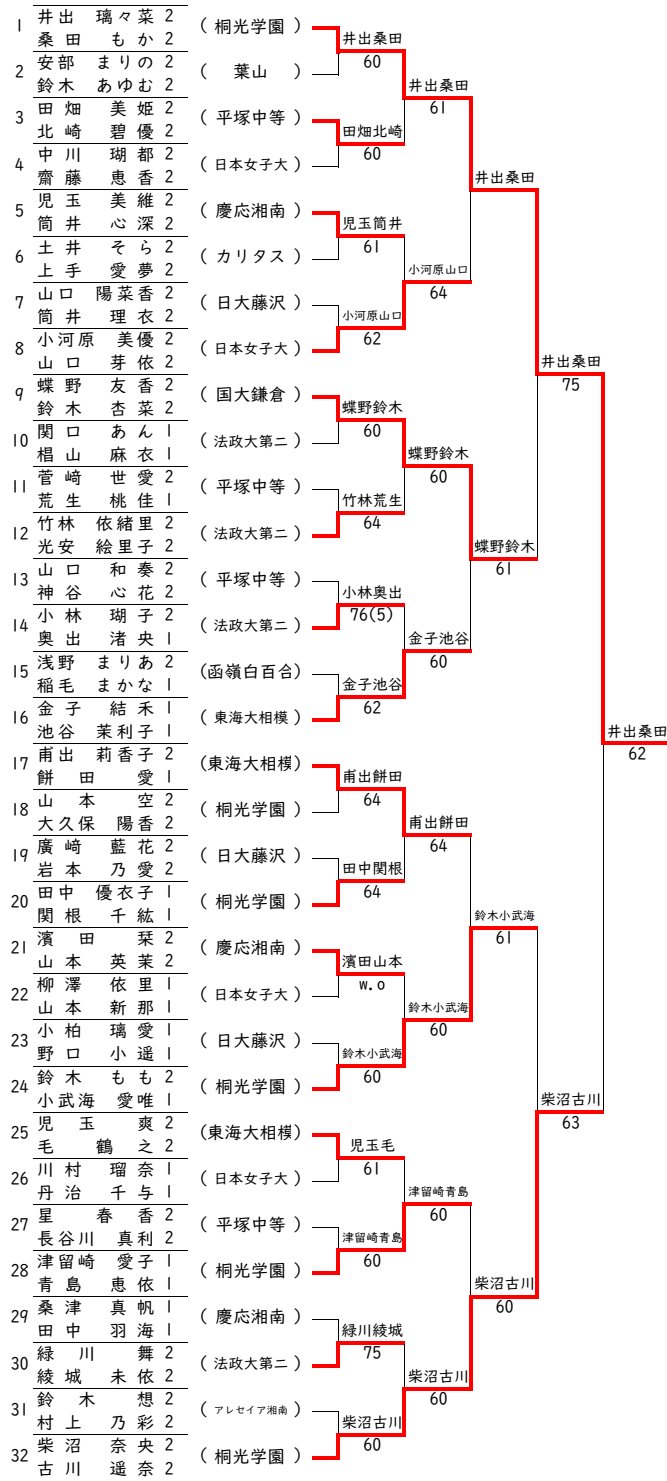 1 井出 璃々菜 2 (桐光学園)
桑田 もか 2
2 安部 まりの 2 (葉山)
鈴木 あゆむ 2
3 田畑 美姫 2 (平塚中等)
北崎 碧優 2
4 中川 瑚都 2 (日本女子大)
齋藤 恵香 2
5 児玉 美維 2 (慶応湘南)
筒井 心深 2
6 土井 そら 2 (カリタス)
上手 愛夢 2
7 山口 陽菜香 2 (日大藤沢)
筒井 理衣 2
8 小河原 美優 2 (日本女子大)
山口 芽依 2
9 蝶野 友香 2 (国大鎌倉)
鈴木 杏菜 2
10 関口 あん 1 (法政大第二)
椙山 麻衣 1
11 菅﨑 世愛 2 (平塚中等)
荒生 桃佳 1
12 竹林 依緒里 2 (法政大第二)
光安 絵里子 2
13 山口 和奏 2 (平塚中等)
神谷 心花 2
14 小林 瑚子 2 (法政大第二)
奥出 渚央 1
15 浅野 まりあ 2 (函嶺白百合)
稲毛 まかな 1
16 金子 結禾 1 (東海大相模)
池谷 茉利子 1
17 甫出 莉香子 2 (東海大相模)
餅田 愛 1
18 山本 空 2 (桐光学園)
大久保 陽香 2
19 廣﨑 藍花 2 (日大藤沢)
岩本 乃愛 2
20 田中 優衣子 1 (桐光学園)
関根 千紘 1
21 濱田 栞 2 (慶応湘南)
山本 英茉 2
22 柳澤 依里 1 (日本女子大)
山本 新那 1
23 小柏 璃愛 1 (日大藤沢)
野口 小遥 1
24 鈴木 もも 2 (桐光学園)
小武海 愛唯 1
25 児玉 爽 2 (東海大相模)
毛 鶴之 2
26 川村 瑠奈 1 (日本女子大)
丹治 千与 1
27 星 春香 2 (平塚中等)
長谷川 真利 2
28 津留崎 愛子 1 (桐光学園)
青島 恵依 1
29 桑津 真帆 1 (慶応湘南)
田中 羽海 1
30 緑川 舞 2 (法政大第二)
綾城 未依 2
31 鈴木 想 2 (アレセイア湘南)
村上 乃彩 2
32 柴沼 奈央 2 (桐光学園)
古川 遥奈 2
井出桑田
60
田畑北崎
60
児玉筒井
61
小河原山口
62
蝶野鈴木
60
竹林荒生
64
小林奥出
76(5)
金子池谷
62
甫出餅田
64
田中関根
64
濱田山本
w.o
鈴木小武海
60
児玉毛
61
津留崎青島
60
緑川綾城
75
柴沼古川
60
井出桑田
61
小河原山口
64
蝶野鈴木
60
金子池谷
60
甫出餅田
64
鈴木小武海
60
津留崎青島
60
柴沼古川
60
井出桑田
蝶野鈴木
61
鈴木小武海
61
柴沼古川
60
井出桑田
75
柴沼古川
63
井出桑田
62